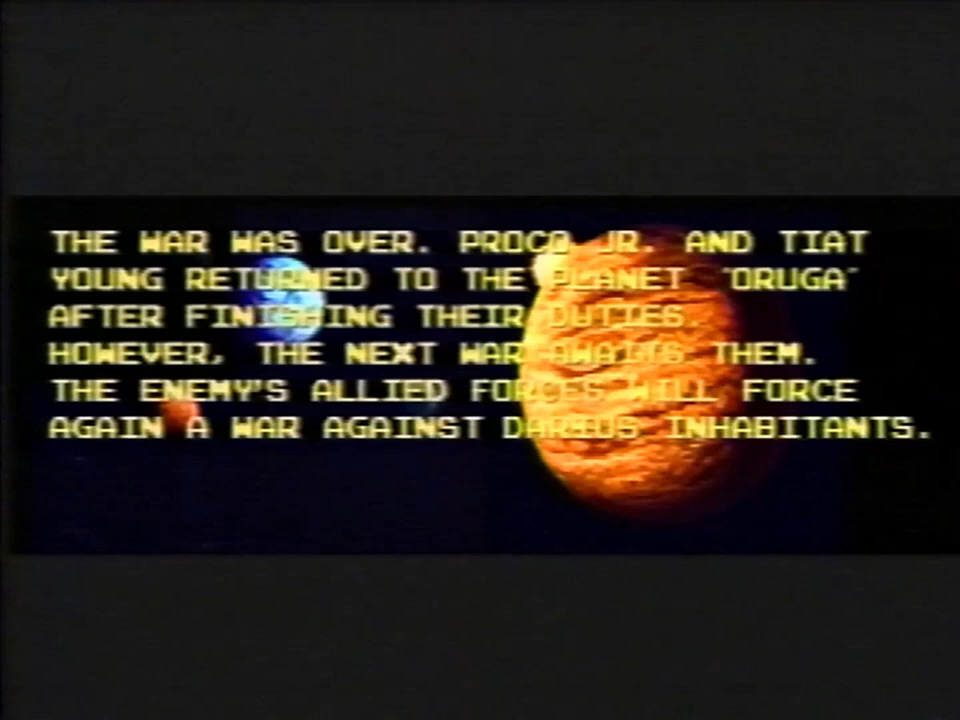 THE WAR WAS OVER. PROCO JR. AND TIAT
YOUNG RETURNED TO THE PLANET "ORUGA"
AFTER FINISHING THEIR DUTIES.
HOWEVER, THE NEXT WAR AWAITS THEM.
THE ENEMY'S ALLIED FORCES WILL FORCE
AGAIN A WAR AGAINST DARIUS INHABITANTS.